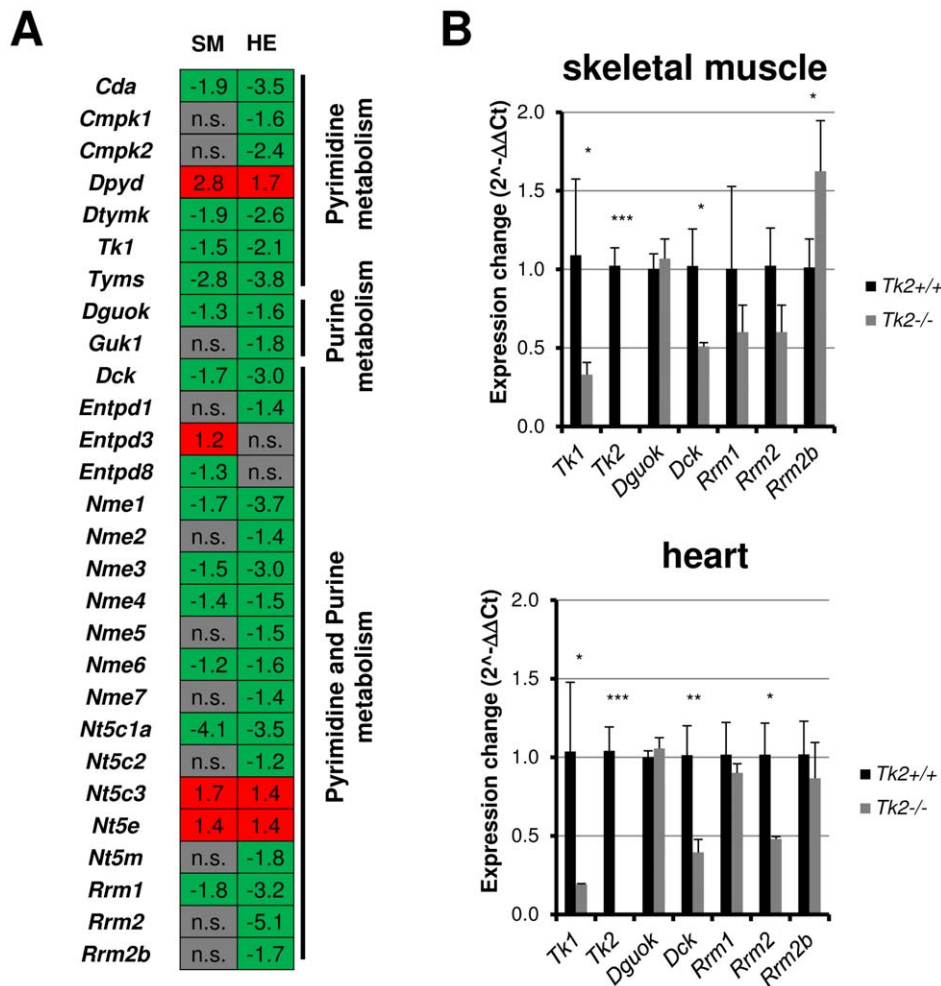 A
SM HE
Cda -1.9 -3.5
Cmpk1 n.s. -1.6
Cmpk2 n.s. -2.4
Dpyd 2.8 1.7
Dtymk -1.9 -2.6
Tk1 -1.5 -2.1
Tyms -2.8 -3.8
Dguok -1.3 -1.6
Guk1 n.s. -1.8
Dck -1.7 -3.0
Entpd1 n.s. -1.4
Entpd3 1.2 n.s.
Entpd8 -1.3 n.s.
Nme1 -1.7 -3.7
Nme2 n.s. -1.4
Nme3 -1.5 -3.0
Nme4 -1.4 -1.5
Nme5 n.s. -1.5
Nme6 -1.2 -1.6
Nme7 n.s. -1.4
Nt5c1a -4.1 -3.5
Nt5c2 n.s. -1.2
Nt5c3 1.7 1.4
Nt5e 1.4 1.4
Nt5m n.s. -1.8
Rrm1 -1.8 -3.2
Rrm2 n.s. -5.1
Rrm2b n.s. -1.7
Pyrimidine
metabolism
Purine
metabolism
Pyrimidine and Purine
metabolism
B
skeletal muscle
Expression change (2^-ΔΔCt)
2.0
1.5
1.0
0.5
0.0
* *** * *
Tk1 Tk2 Dguok Dck Rrm1 Rrm2 Rrm2b
Tk2+/+
Tk2-/-
heart
Expression change (2^-ΔΔCt)
2.0
1.5
1.0
0.5
0.0
* *** ** *
Tk1 Tk2 Dguok Dck Rrm1 Rrm2 Rrm2b
Tk2+/+
Tk2-/-